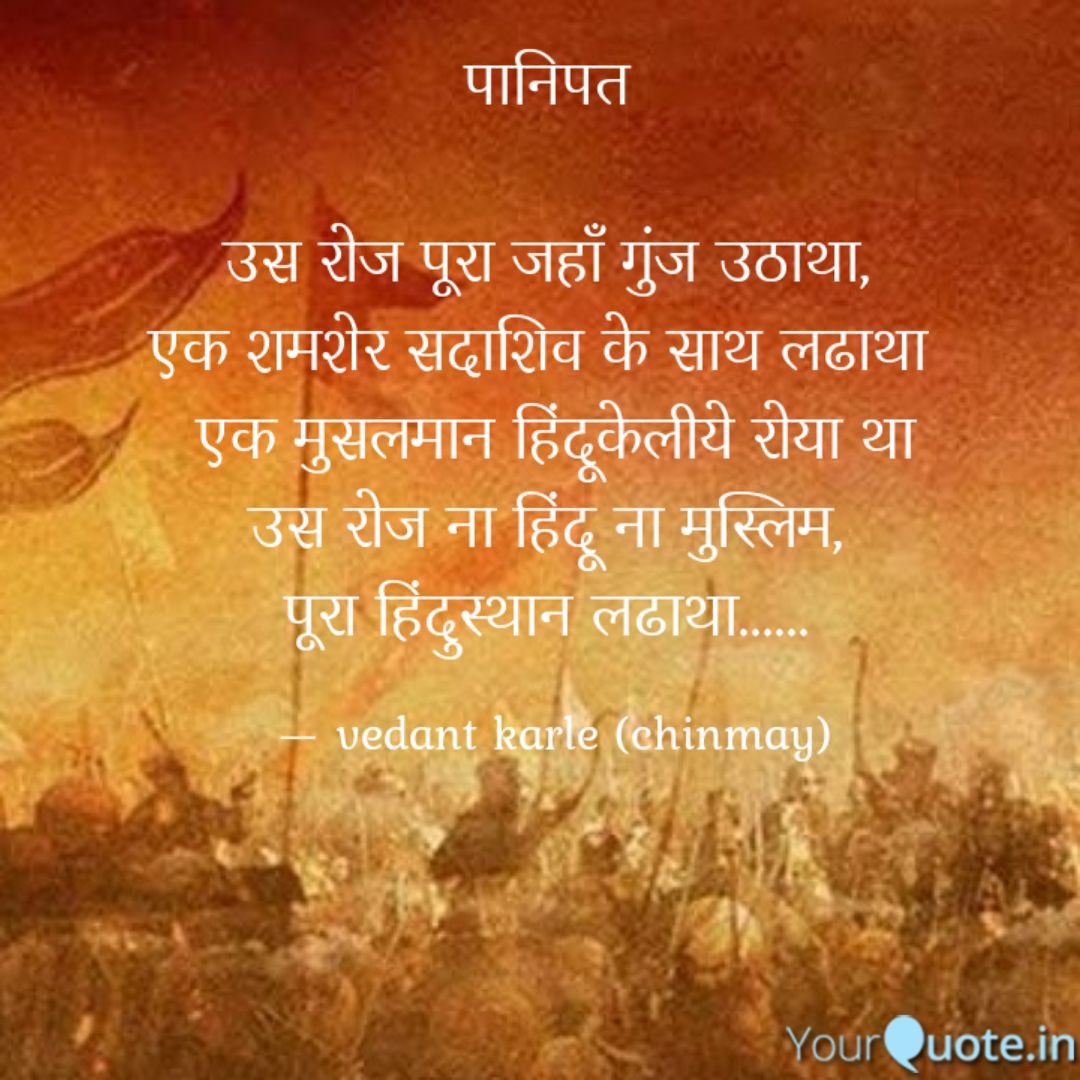 पानिपत
उस रोज पूरा जहाँ गुंज उठाथा,
एक शमशेर सदाशिव के साथ लढाथा
एक मुसलमान हिंदूकेलीये रोया था
उस रोज ना हिंदू ना मुस्लिम,
पूरा हिंदुस्थान लढाथा......
— vedant karle (chinmay)
YourQuote.in